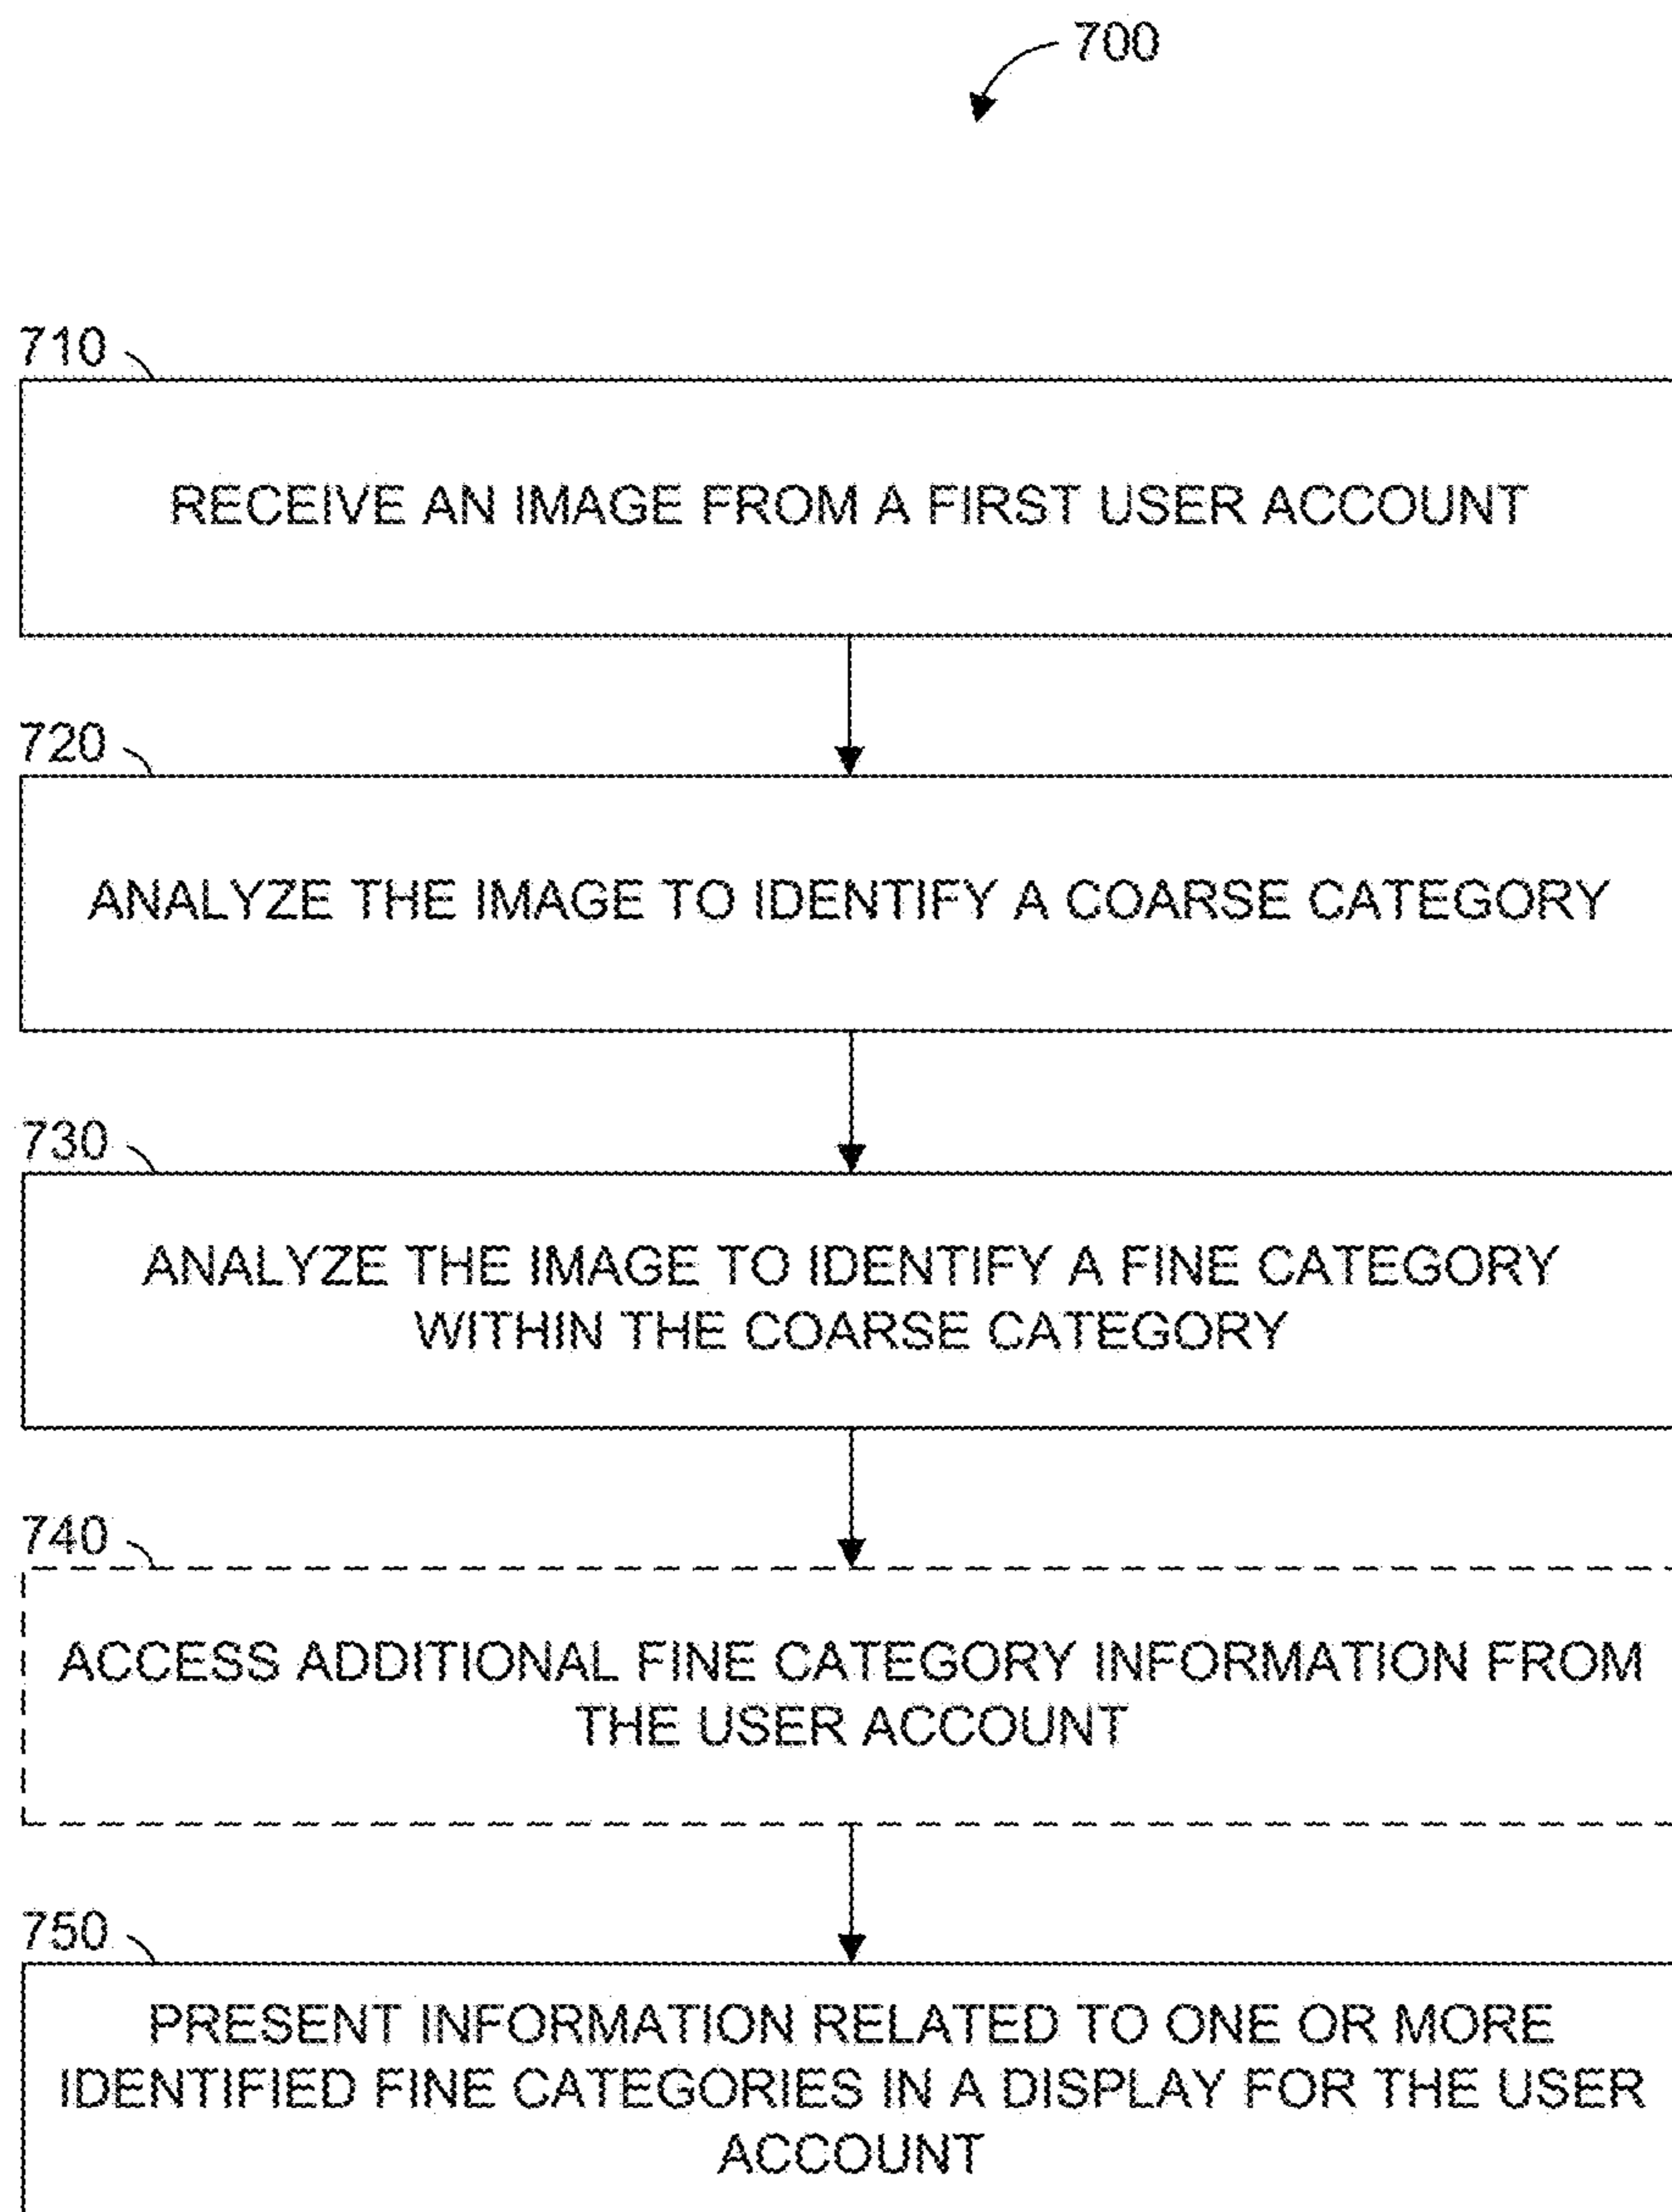 700
710
RECEIVE AN IMAGE FROM A FIRST USER ACCOUNT
720
ANALYZE THE IMAGE TO IDENTIFY A COARSE CATEGORY
730
ANALYZE THE IMAGE TO IDENTIFY A FINE CATEGORY
WITHIN THE COARSE CATEGORY
740
ACCESS ADDITIONAL FINE CATEGORY INFORMATION FROM
THE USER ACCOUNT
750
PRESENT INFORMATION RELATED TO ONE OR MORE
IDENTIFIED FINE CATEGORIES IN A DISPLAY FOR THE USER
ACCOUNT